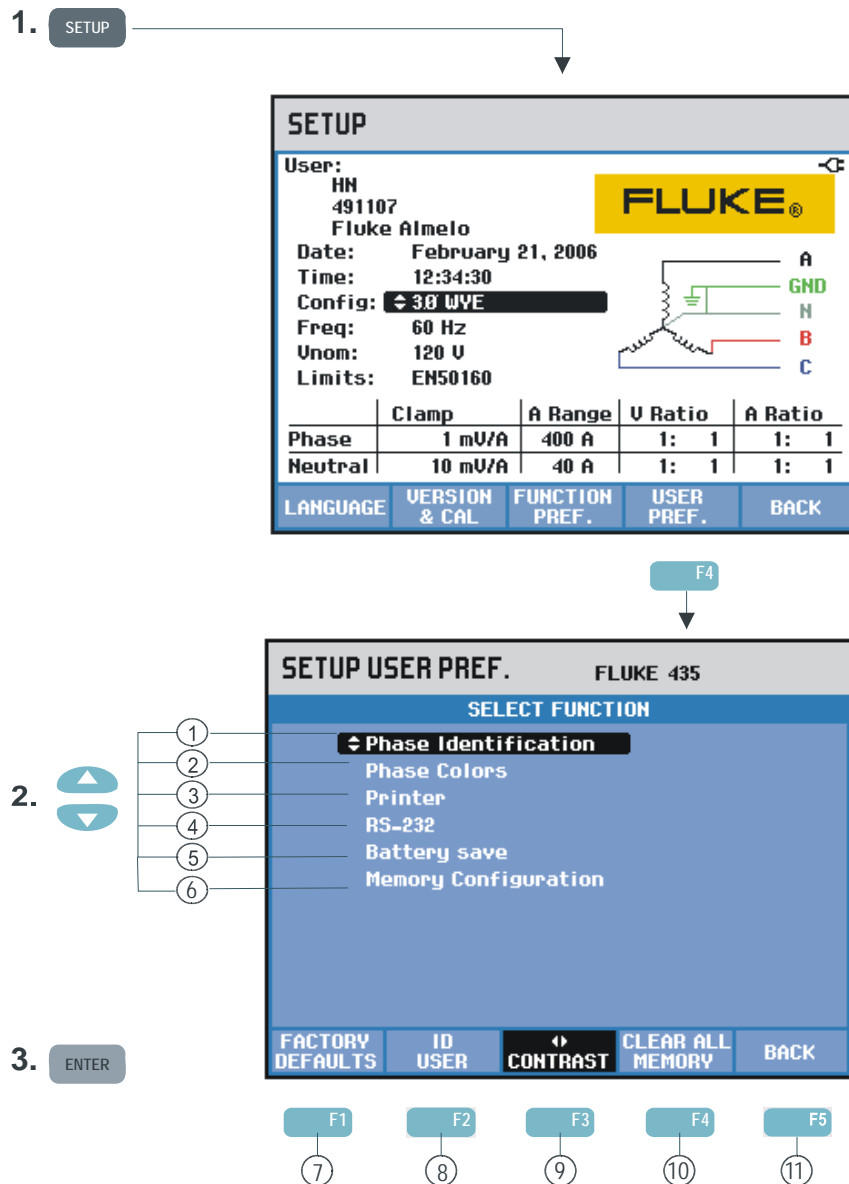 1. SETUP
SETUP
User:
HN
491107
Fluke Almelo
FLUKE®
Date: February 21, 2006
Time: 12:34:30
Config: 3Ø WYE
Freq: 60 Hz
Vnom: 120 V
Limits: EN50160
A
GND
N
B
C
Clamp A Range V Ratio A Ratio
Phase 1 mV/A 400 A 1: 1 1: 1
Neutral 10 mV/A 40 A 1: 1 1: 1
LANGUAGE VERSION & CAL FUNCTION PREF. USER PREF. BACK
F4
SETUP USER PREF. FLUKE 435
SELECT FUNCTION
2.
1 Phase Identification
2 Phase Colors
3 Printer
4 RS-232
5 Battery save
6 Memory Configuration
3. ENTER
FACTORY DEFAULTS ID USER CONTRAST CLEAR ALL MEMORY BACK
F1 F2 F3 F4 F5
7 8 9 10 11